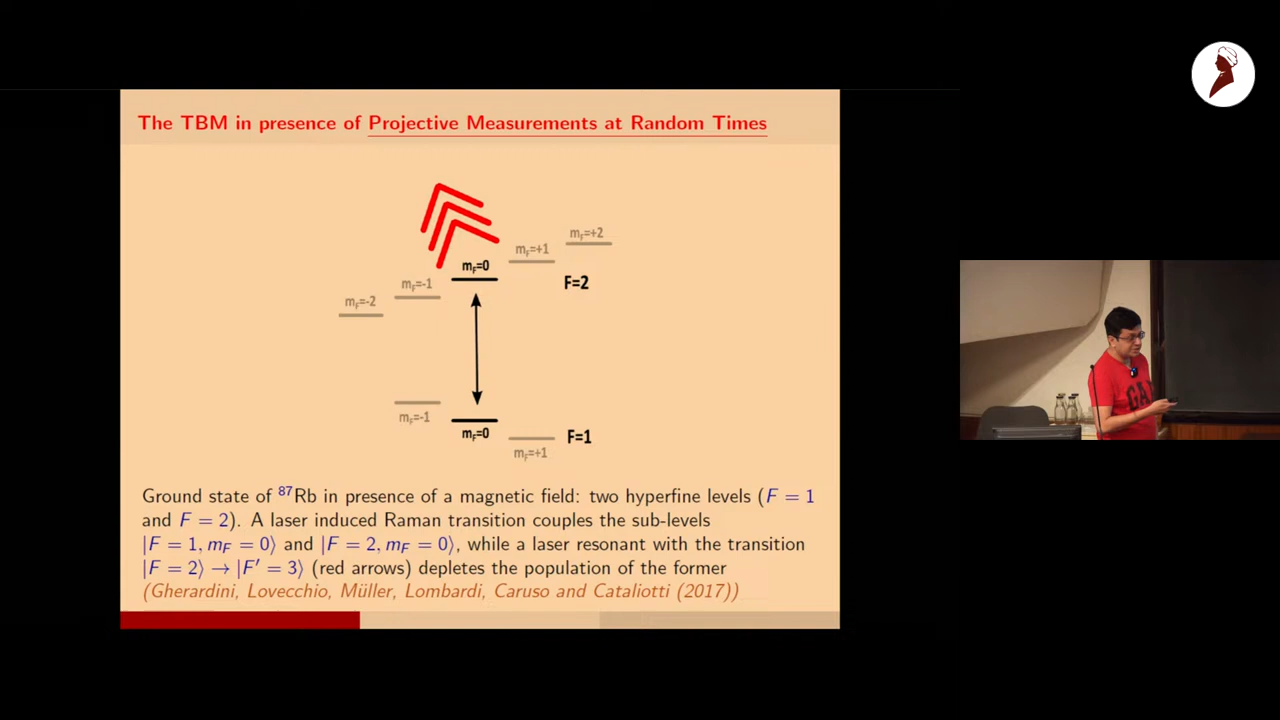 The TBM in presence of Projective Measurements at Random Times
m_F=+2
m_F=+1
m_F=0
m_F=-1
m_F=-2
F=2
m_F=-1
m_F=0
m_F=+1
F=1
Ground state of ⁸⁷Rb in presence of a magnetic field: two hyperfine levels (F = 1
and F = 2). A laser induced Raman transition couples the sub-levels
|F = 1, m_F = 0⟩ and |F = 2, m_F = 0⟩, while a laser resonant with the transition
|F = 2⟩ → |F′ = 3⟩ (red arrows) depletes the population of the former
(Gherardini, Lovecchio, Müller, Lombardi, Caruso and Cataliotti (2017))
GAP